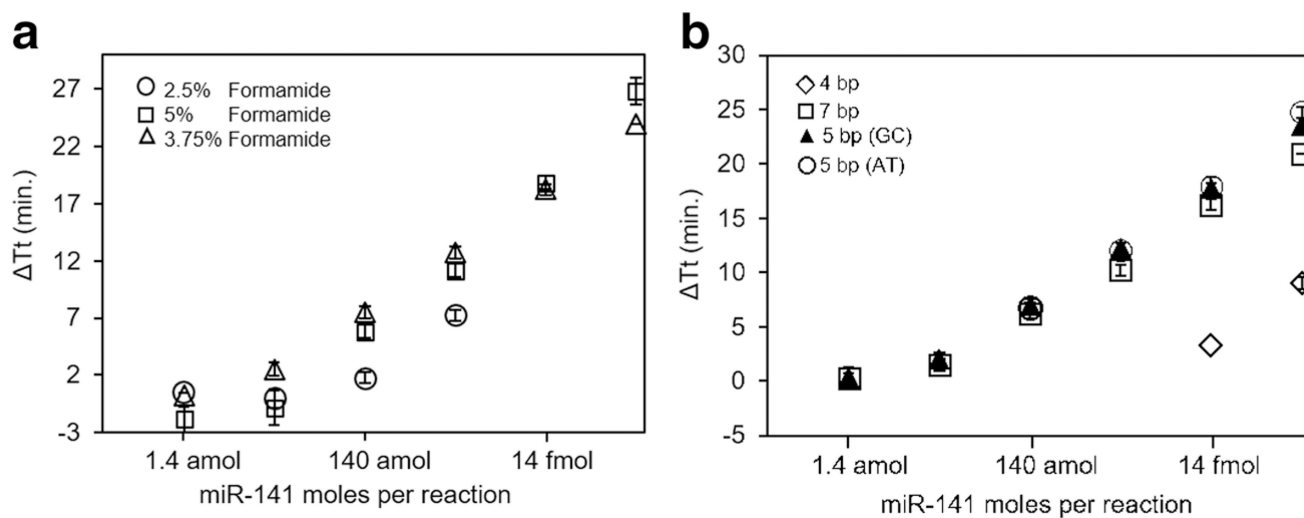 a
27
22
17
12
7
2
-3
ΔTt (min.)
2.5% Formamide
5% Formamide
3.75% Formamide
1.4 amol 140 amol 14 fmol
miR-141 moles per reaction
b
30
25
20
15
10
5
0
-5
ΔTt (min.)
4 bp
7 bp
5 bp (GC)
5 bp (AT)
1.4 amol 140 amol 14 fmol
miR-141 moles per reaction